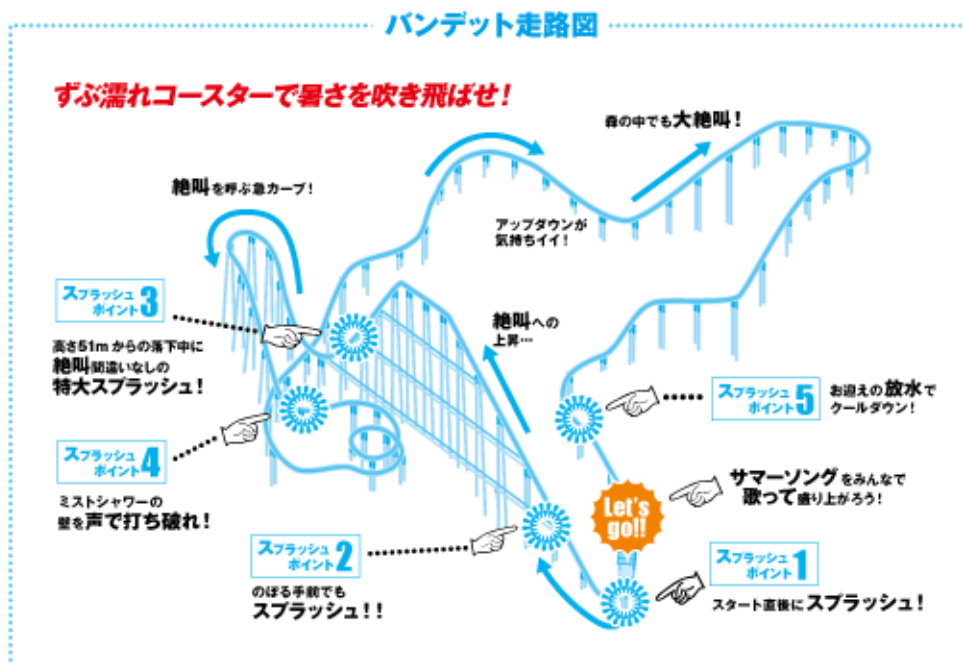 バンデット走路図
ずぶ濡れコースターで暑さを吹き飛ばせ!
森の中でも大絶叫!
絶叫を呼ぶ急カーブ!
アップダウンが
気持ちイイ!
スプラッシュ
ポイント3
高さ51mからの落下中に
絶叫間違いなしの
特大スプラッシュ!
絶叫への
上昇…
スプラッシュ
ポイント5
お迎えの放水で
クールダウン!
スプラッシュ
ポイント4
ミストシャワーの
壁を声で打ち破れ!
サマーソングをみんなで
歌って盛り上がろう!
Let's
go!!
スプラッシュ
ポイント2
のぼる手前でも
スプラッシュ!!
スプラッシュ
ポイント1
スタート直後にスプラッシュ!